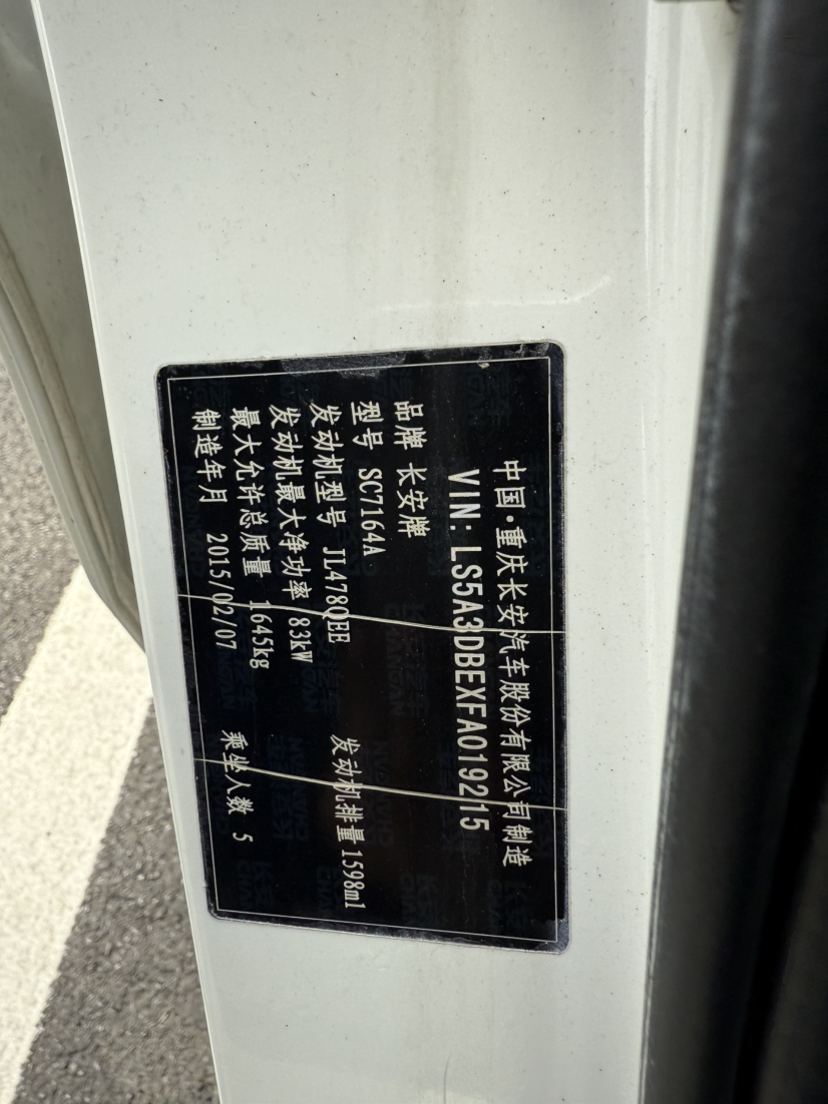 中国·重庆长安汽车股份有限公司制造
VIN: LS5A3DBEXFA019215
品牌 长安牌
型号 SC7164A
发动机型号 JL478QEE 发动机排量 1598ml
发动机最大净功率 83kW
最大允许总质量 1645kg
制造年月 2015/02/07 乘坐人数 5